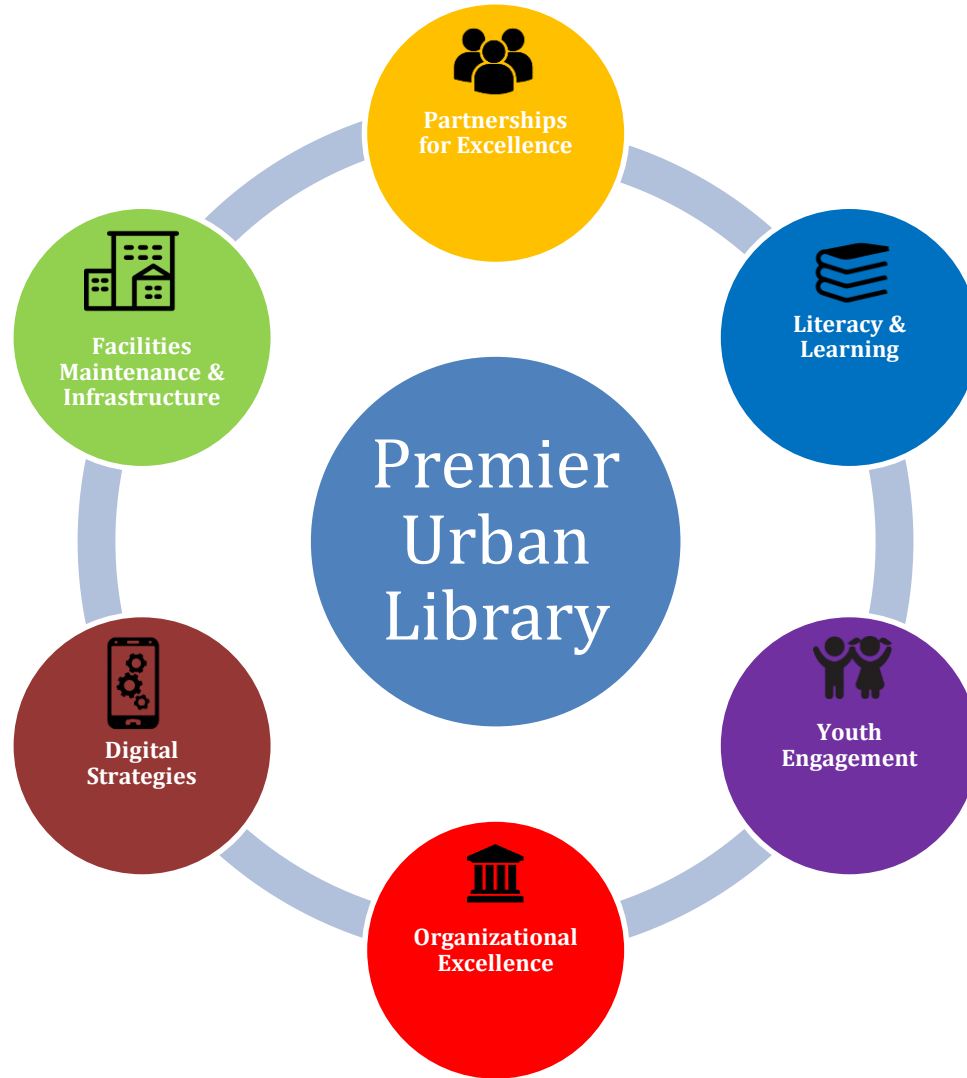 Partnerships
for Excellence
Literacy &
Learning
Facilities
Maintenance &
Infrastructure
Premier
Urban
Library
Youth
Engagement
Digital
Strategies
Organizational
Excellence